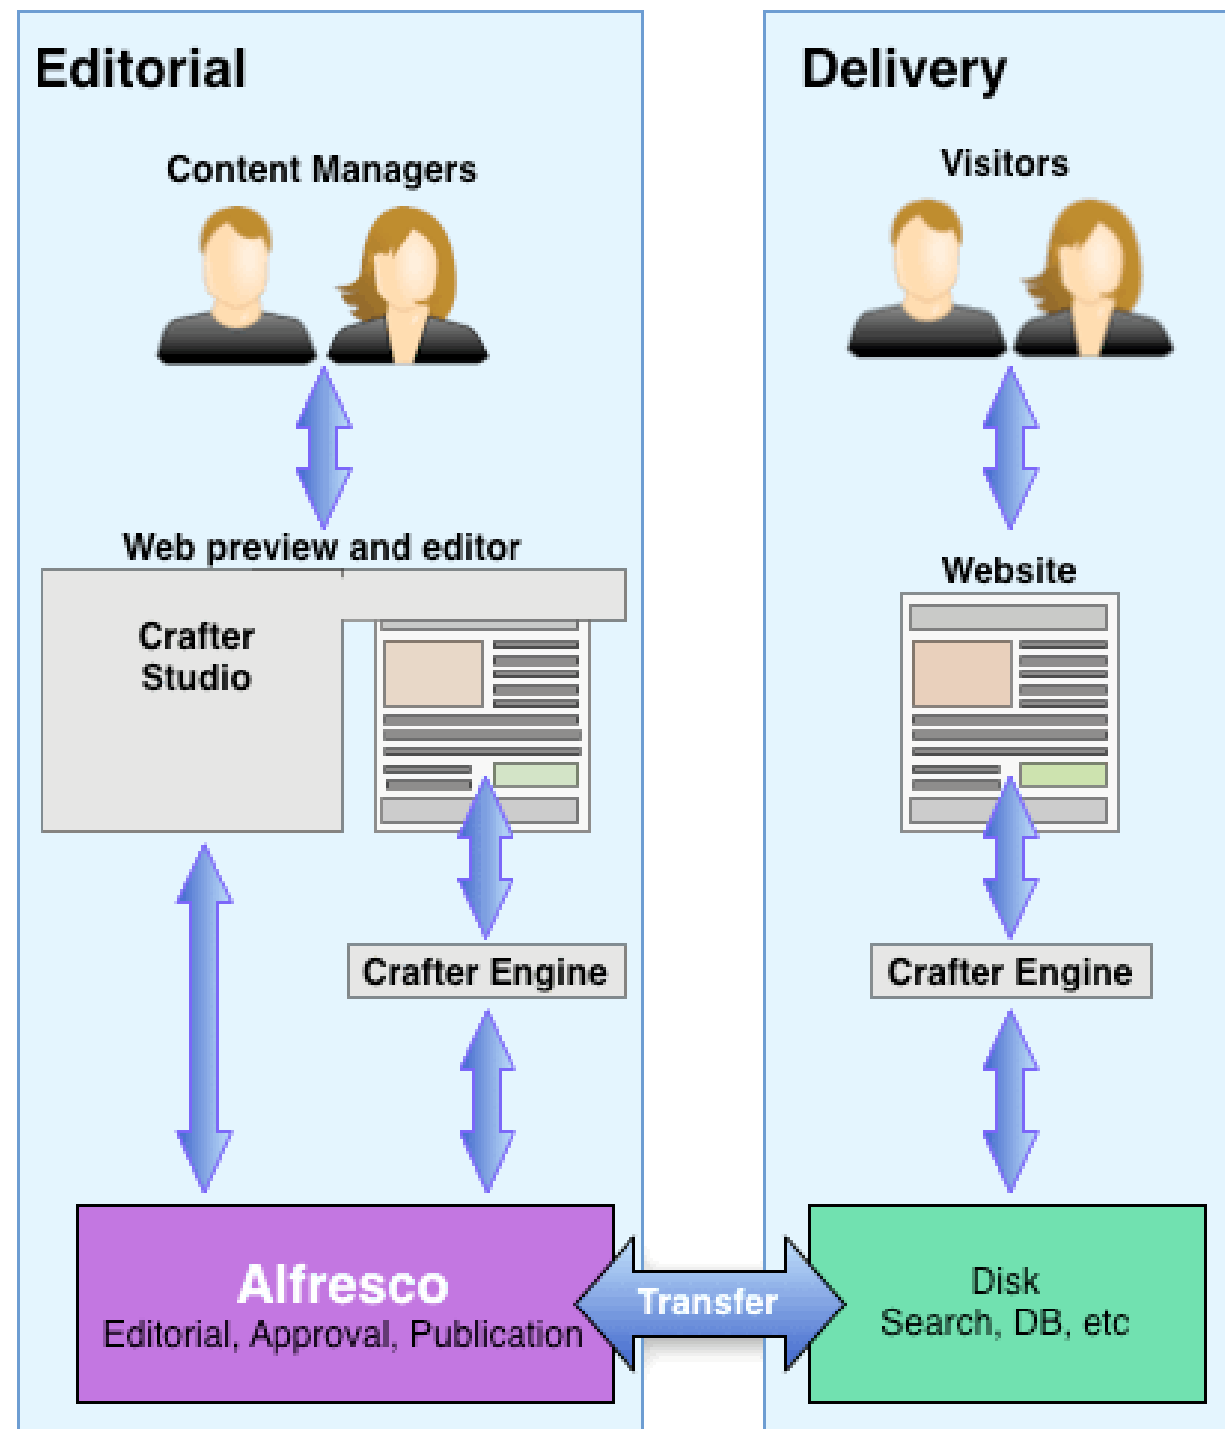 Editorial
Content Managers
Web preview and editor
Crafter
Studio
Crafter Engine
Alfresco
Editorial, Approval, Publication
Transfer
Delivery
Visitors
Website
Crafter Engine
Disk
Search, DB, etc